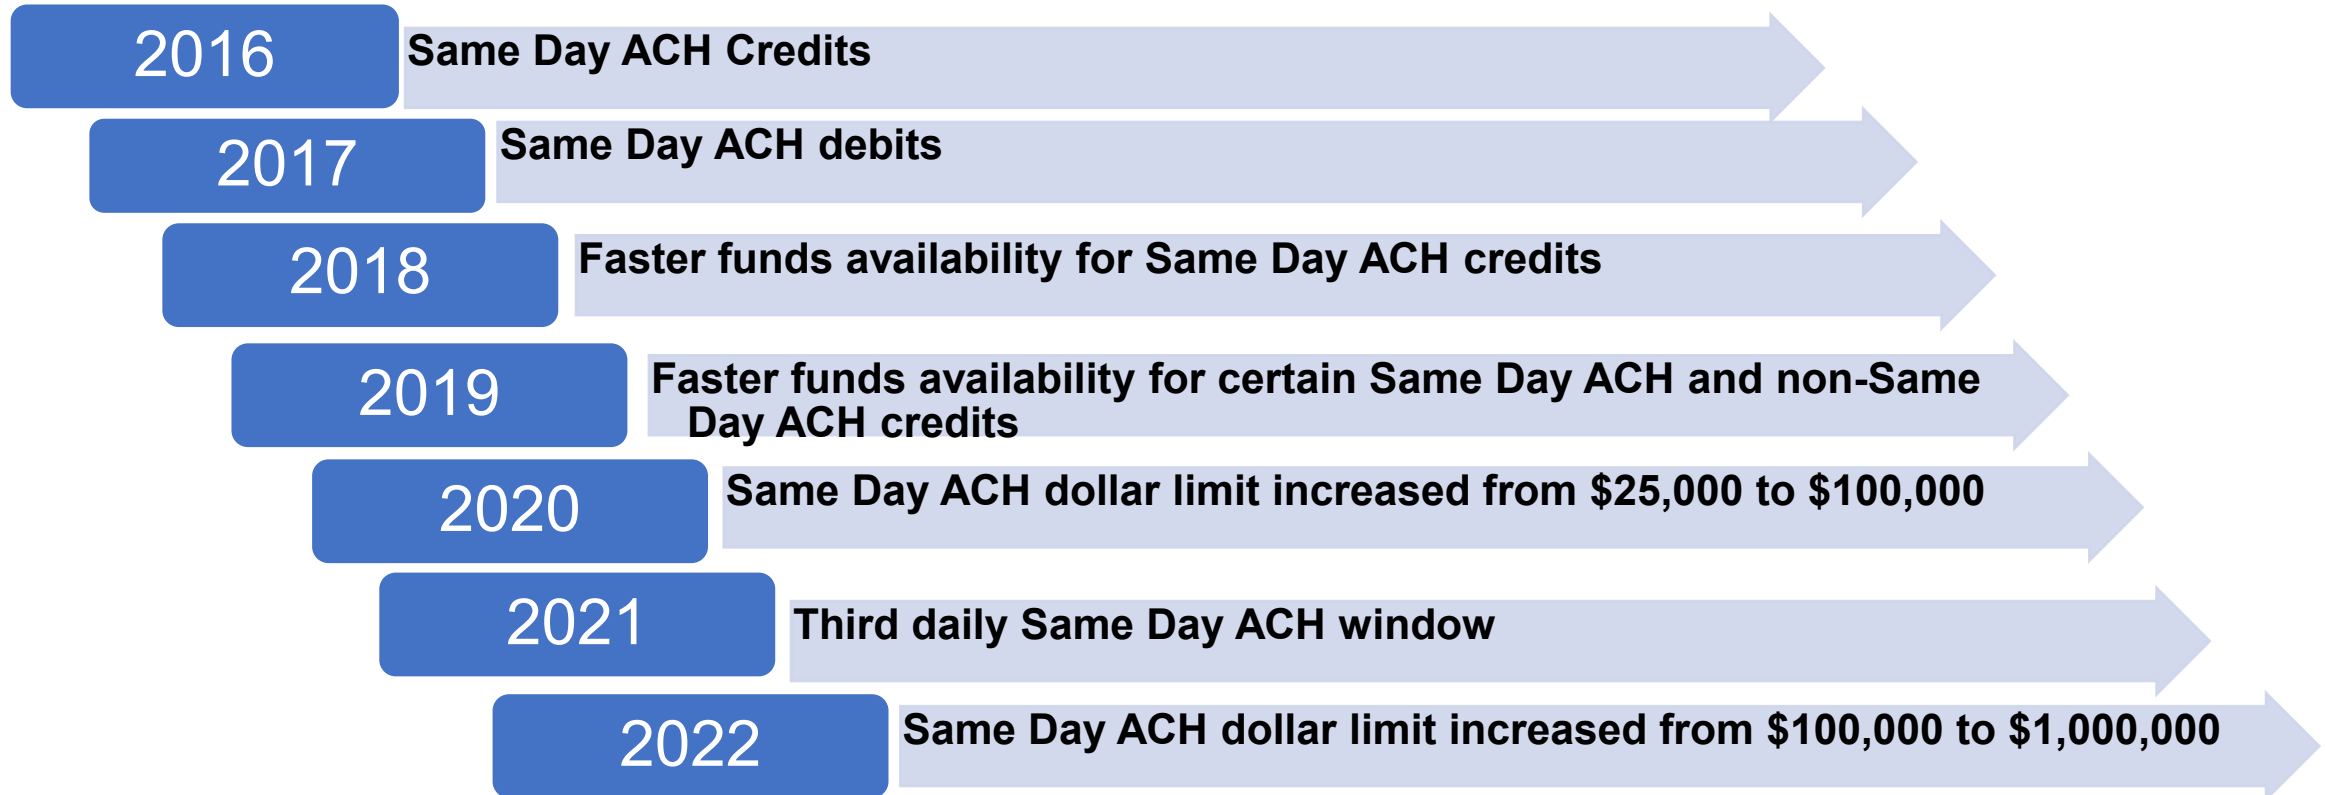 2016
Same Day ACH Credits
2017
Same Day ACH debits
2018
Faster funds availability for Same Day ACH credits
2019
Faster funds availability for certain Same Day ACH and non-Same
Day ACH credits
2020
Same Day ACH dollar limit increased from $25,000 to $100,000
2021
Third daily Same Day ACH window
2022
Same Day ACH dollar limit increased from $100,000 to $1,000,000